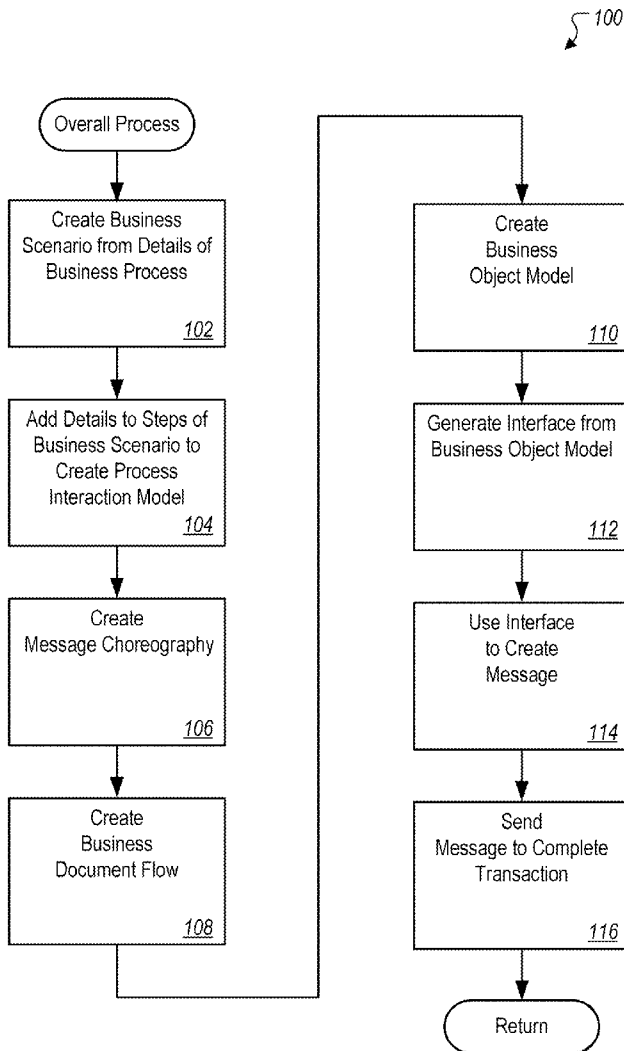 100
Overall Process
Create Business
Scenario from Details of
Business Process
102
Add Details to Steps of
Business Scenario to
Create Process
Interaction Model
104
Create
Message Choreography
106
Create
Business
Document Flow
108
Create
Business
Object Model
110
Generate Interface from
Business Object Model
112
Use Interface
to Create
Message
114
Send
Message to Complete
Transaction
116
Return